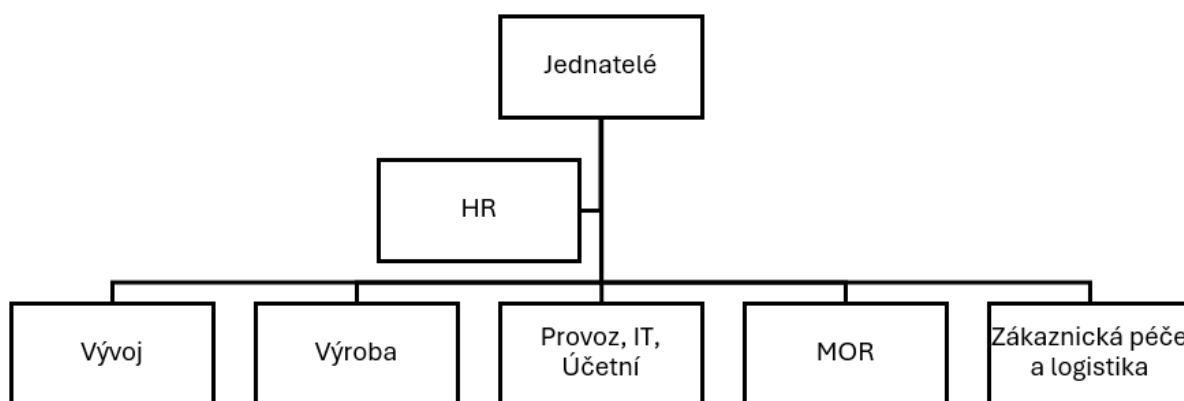 Jednatelé
HR
Vývoj
Výroba
Provoz, IT,
Účetní
MOR
Zákaznická péče
a logistika